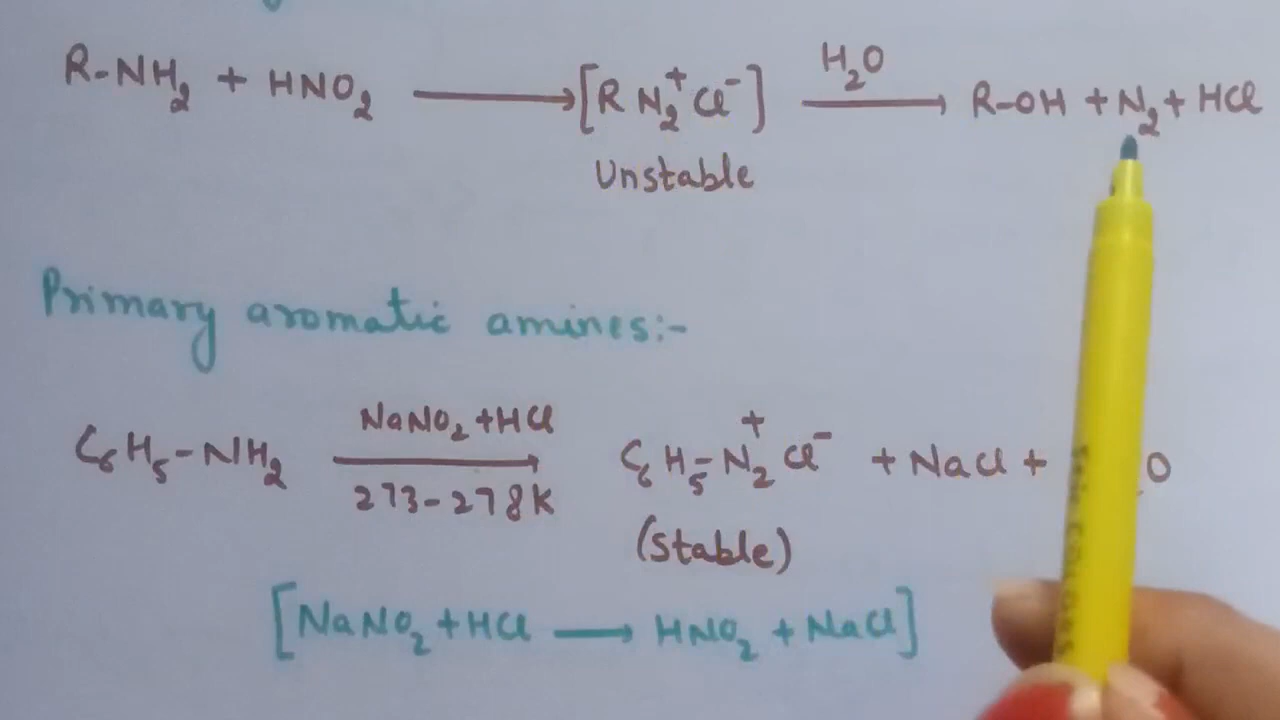 R-NH₂ + HNO₂ ⟶ [R N₂⁺Cl⁻] H₂O ⟶ R-OH + N₂ + HCl
Unstable
Primary aromatic amines:-
C₆H₅-NH₂ NaNO₂+HCl ⟶ 273-278K C₆H₅-N₂⁺Cl⁻ + NaCl + O
(Stable)
[NaNO₂+HCl ⟶ HNO₂ + NaCl]